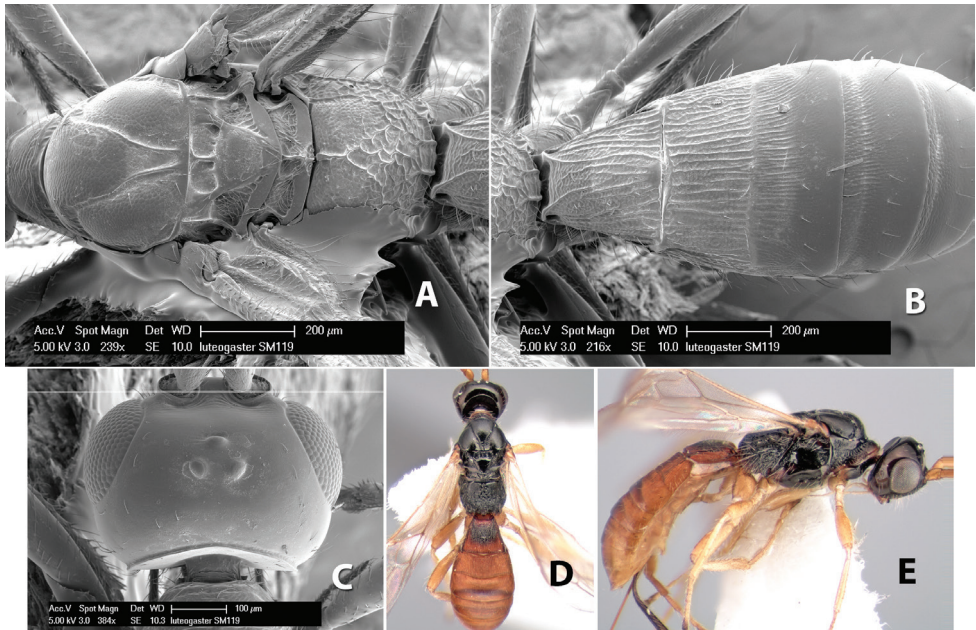 A
Acc.V Spot Magn Det WD 200 µm
5.00 kV 3.0 239x SE 10.0 luteogaster SM119
B
Acc.V Spot Magn Det WD 200 µm
5.00 kV 3.0 216x SE 10.0 luteogaster SM119
C
Acc.V Spot Magn Det WD 100 µm
5.00 kV 3.0 384x SE 10.3 luteogaster SM119
D
E